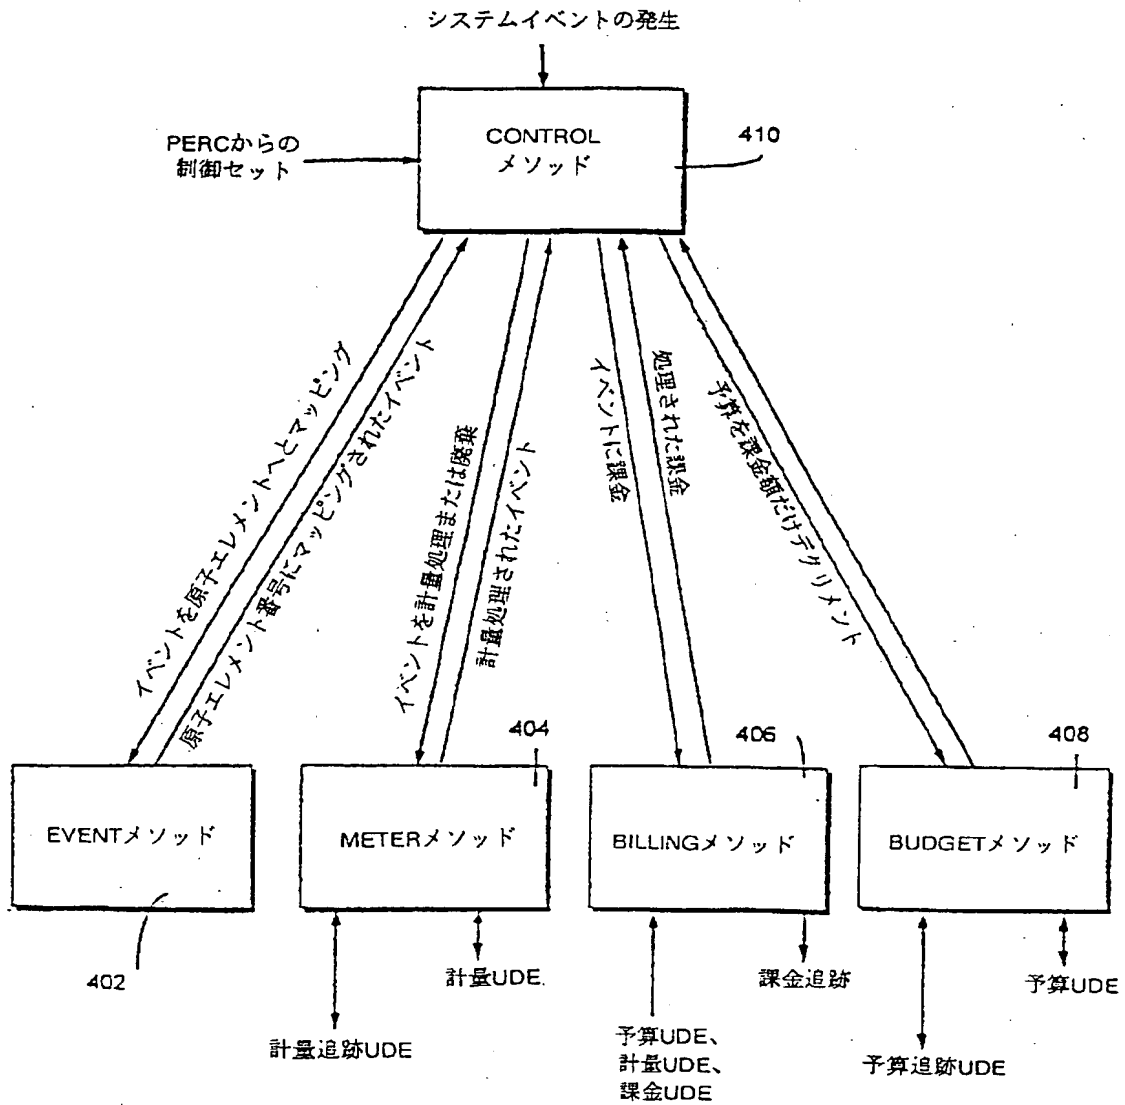 システムイベントの発生
CONTROL
メソッド
410
PERCからの
制御セット
イベントを原子エレメントへとマッピング
原子エレメント番号にマッピングされたイベント
イベントを計量処理または廃棄
計量処理されたイベント
イベントに課金
処理された課金
予算を課金額だけデクリメント
404
406
408
EVENTメソッド
METERメソッド
BILLINGメソッド
BUDGETメソッド
402
計量UDE
課金追跡
予算UDE
計量追跡UDE
予算UDE、
計量UDE、
課金UDE
予算追跡UDE